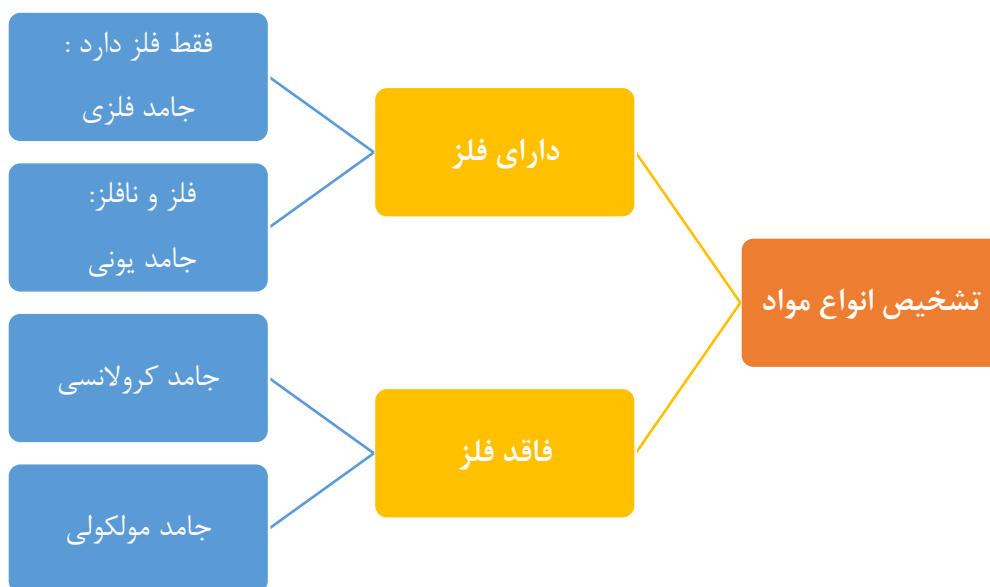 تشخیص انواع مواد
دارای فلز
فقط فلز دارد :
جامد فلزی
فلز و نافلز:
جامد یونی
فاقد فلز
جامد کرولانسی
جامد مولکولی